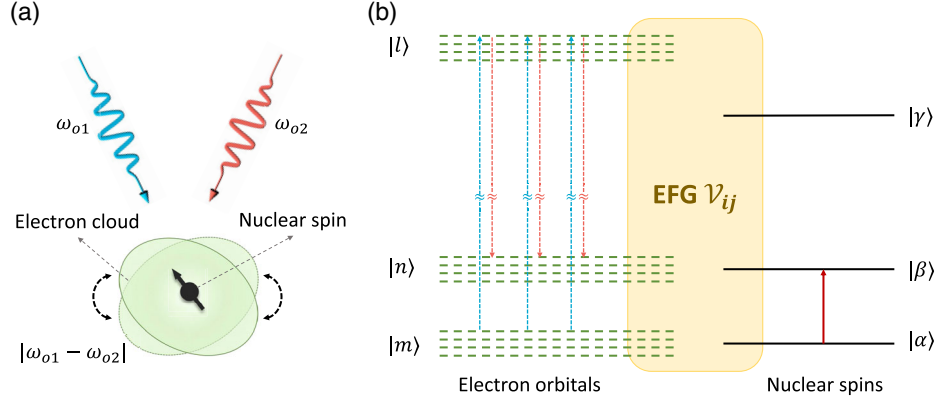 (a)
ω_{o1}
ω_{o2}
Electron cloud
Nuclear spin
|ω_{o1} − ω_{o2}|
(b)
|l⟩
|n⟩
|m⟩
Electron orbitals
EFG 𝒱_{ij}
|γ⟩
|β⟩
|α⟩
Nuclear spins